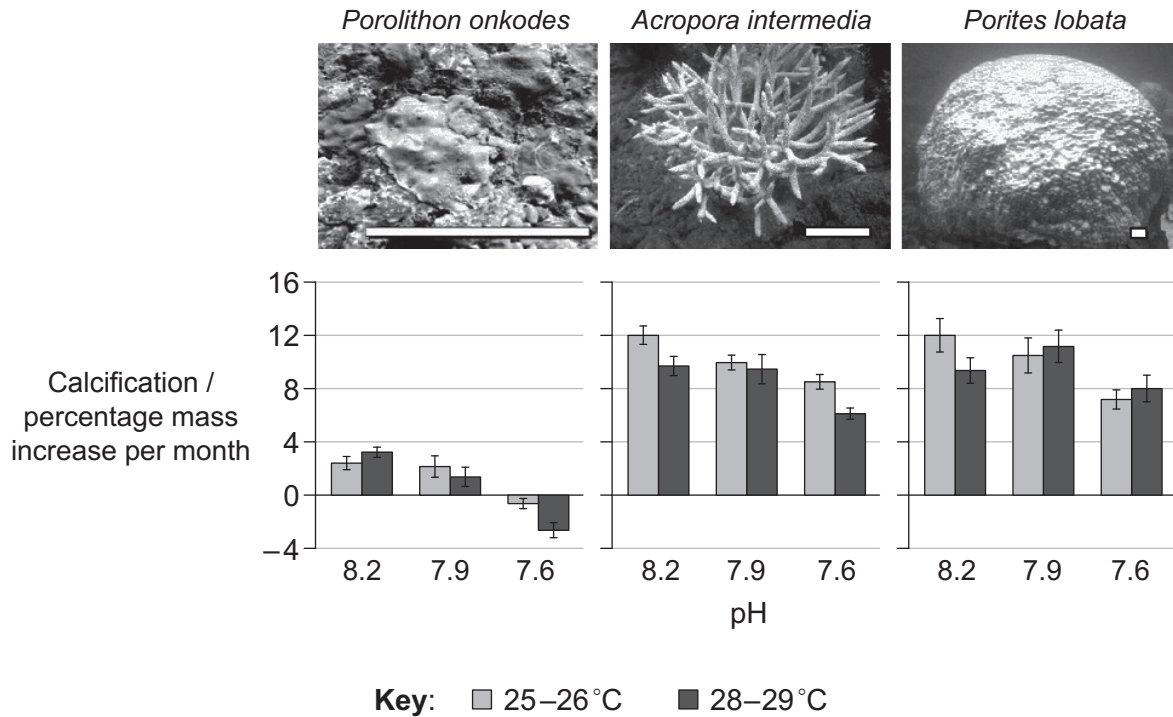 Porolithon onkodes
Acropora intermedia
Porites lobata
Calcification /
percentage mass
increase per month
16
12
8
4
0
–4
8.2 7.9 7.6
8.2 7.9 7.6
8.2 7.9 7.6
pH
Key: 25–26 °C 28–29 °C